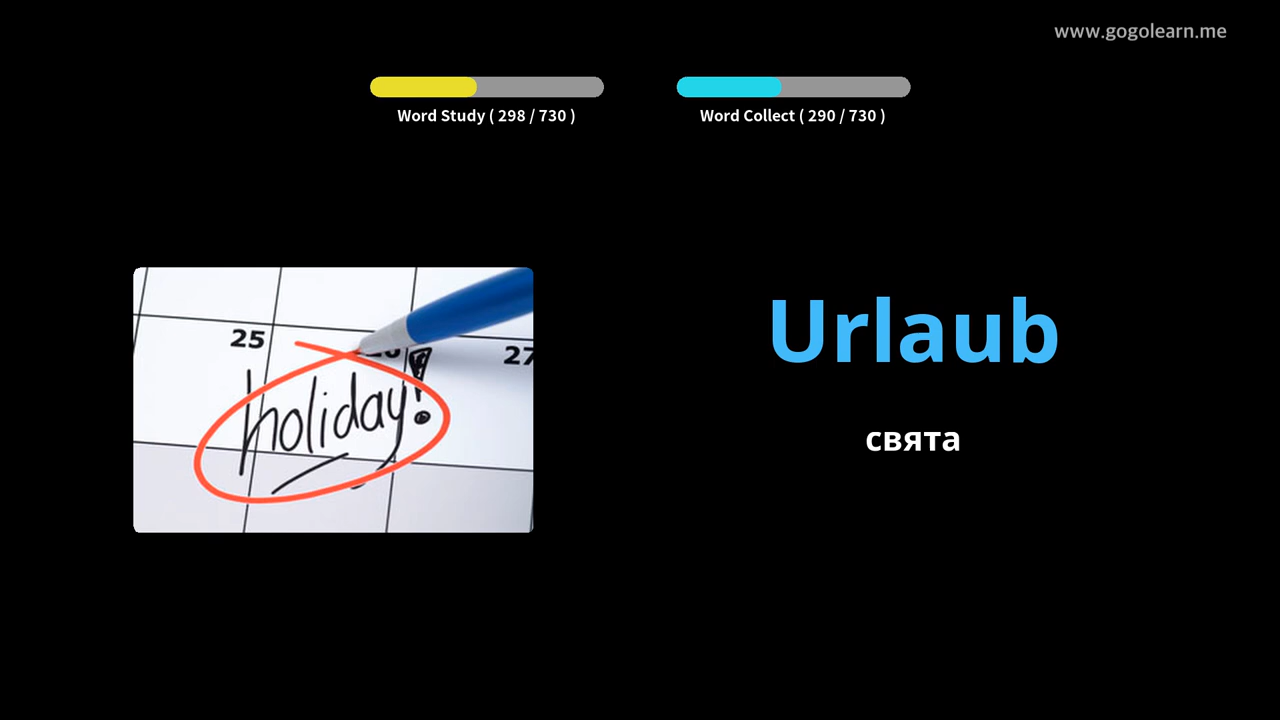 www.gogolearn.me
Word Study ( 298 / 730 )
Word Collect ( 290 / 730 )
25
27
holiday!
Urlaub
свята